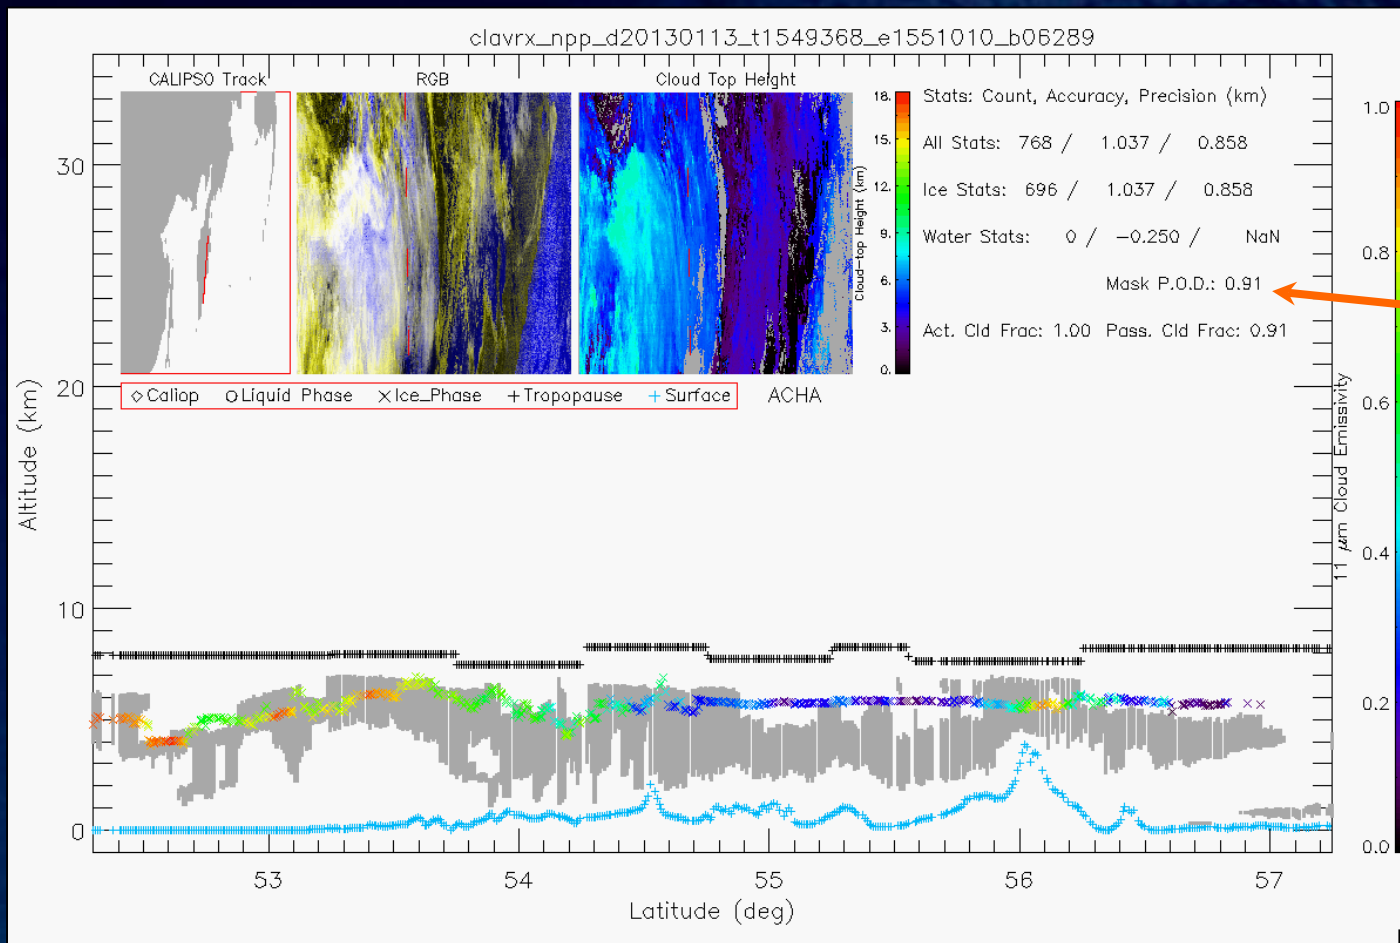 clavrx_npp_d20130113_t1549368_e1551010_b06289
CALIPSO Track
RGB
Cloud Top Height
18.
15.
12.
9.
6.
3.
0.
Cloud-top Height (km)
Stats: Count, Accuracy, Precision (km)
All Stats: 768 / 1.037 / 0.858
Ice Stats: 696 / 1.037 / 0.858
Water Stats: 0 / -0.250 / NaN
Mask P.O.D.: 0.91
Act. Cld Frac: 1.00 Pass. Cld Frac: 0.91
◇ Caliop ○ Liquid Phase × Ice_Phase + Tropopause + Surface
ACHA
30
20
10
0
Altitude (km)
53 54 55 56 57
Latitude (deg)
11 μm Cloud Emissivity
1.0
0.8
0.6
0.4
0.2
0.0